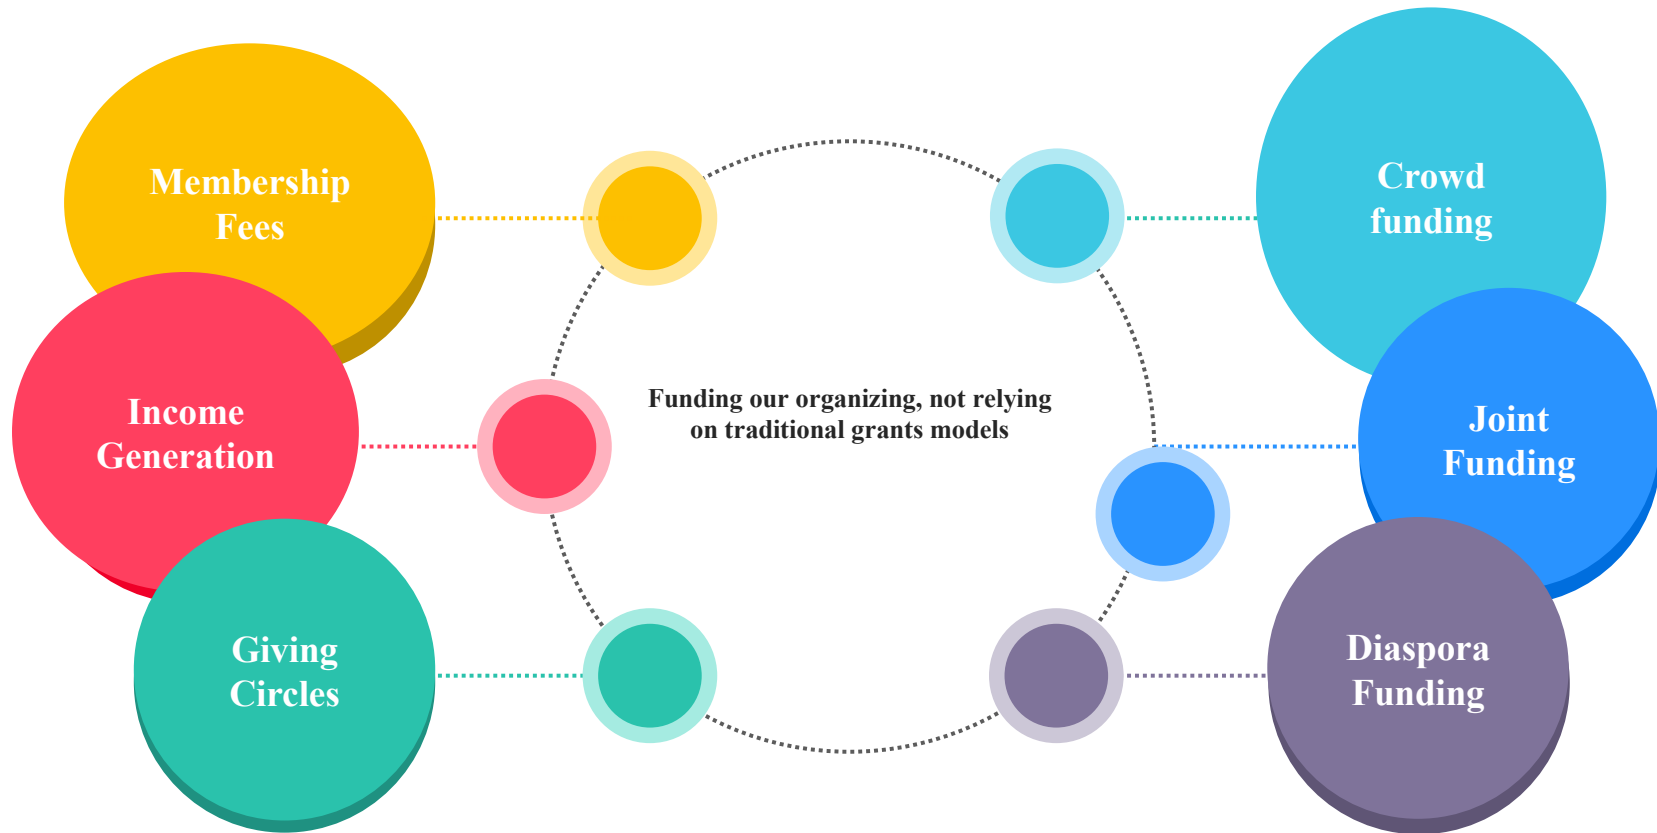 Membership
Fees
Income
Generation
Giving
Circles
Funding our organizing, not relying
on traditional grants models
Crowd
funding
Joint
Funding
Diaspora
Funding